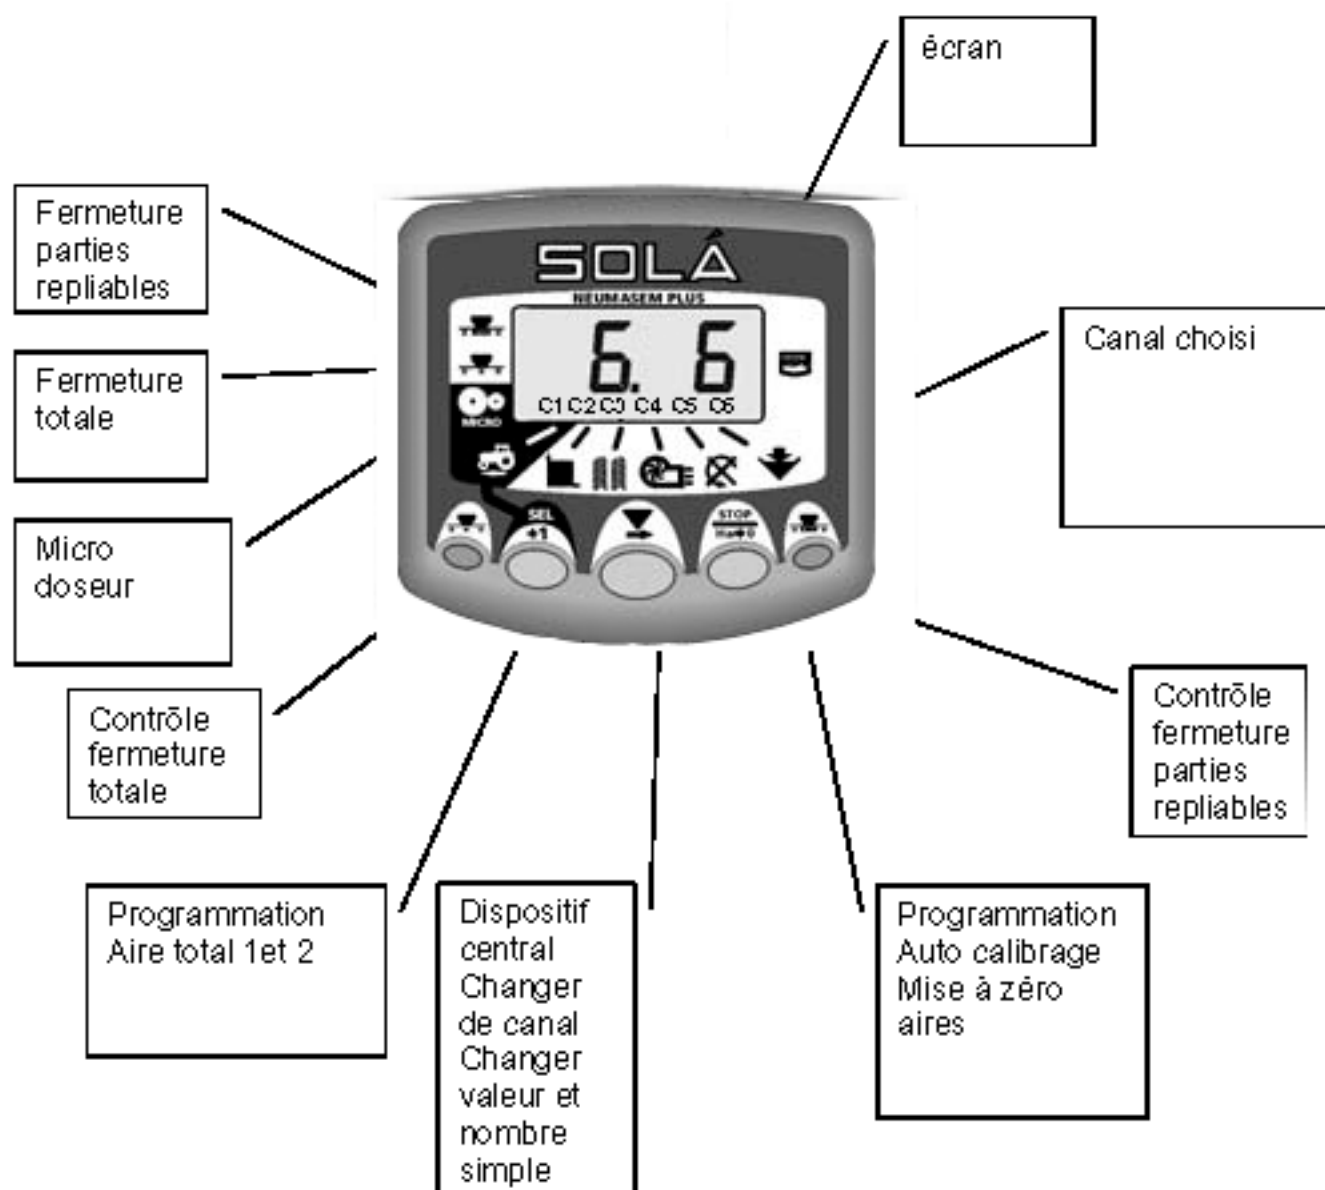 écran
Fermeture
parties
repliables
SOLÁ
NEUMASEM PLUS
6. 6
C1 C2 C3 C4 C5 C6
Canal choisi
Fermeture
totale
MICRO
SEL
+1
STOP
Ha➔0
Micro
doseur
Contrôle
fermeture
totale
Contrôle
fermeture
parties
repliables
Programmation
Aire total 1et 2
Dispositif
central
Changer
de canal
Changer
valeur et
nombre
simple
Programmation
Auto calibrage
Mise à zéro
aires